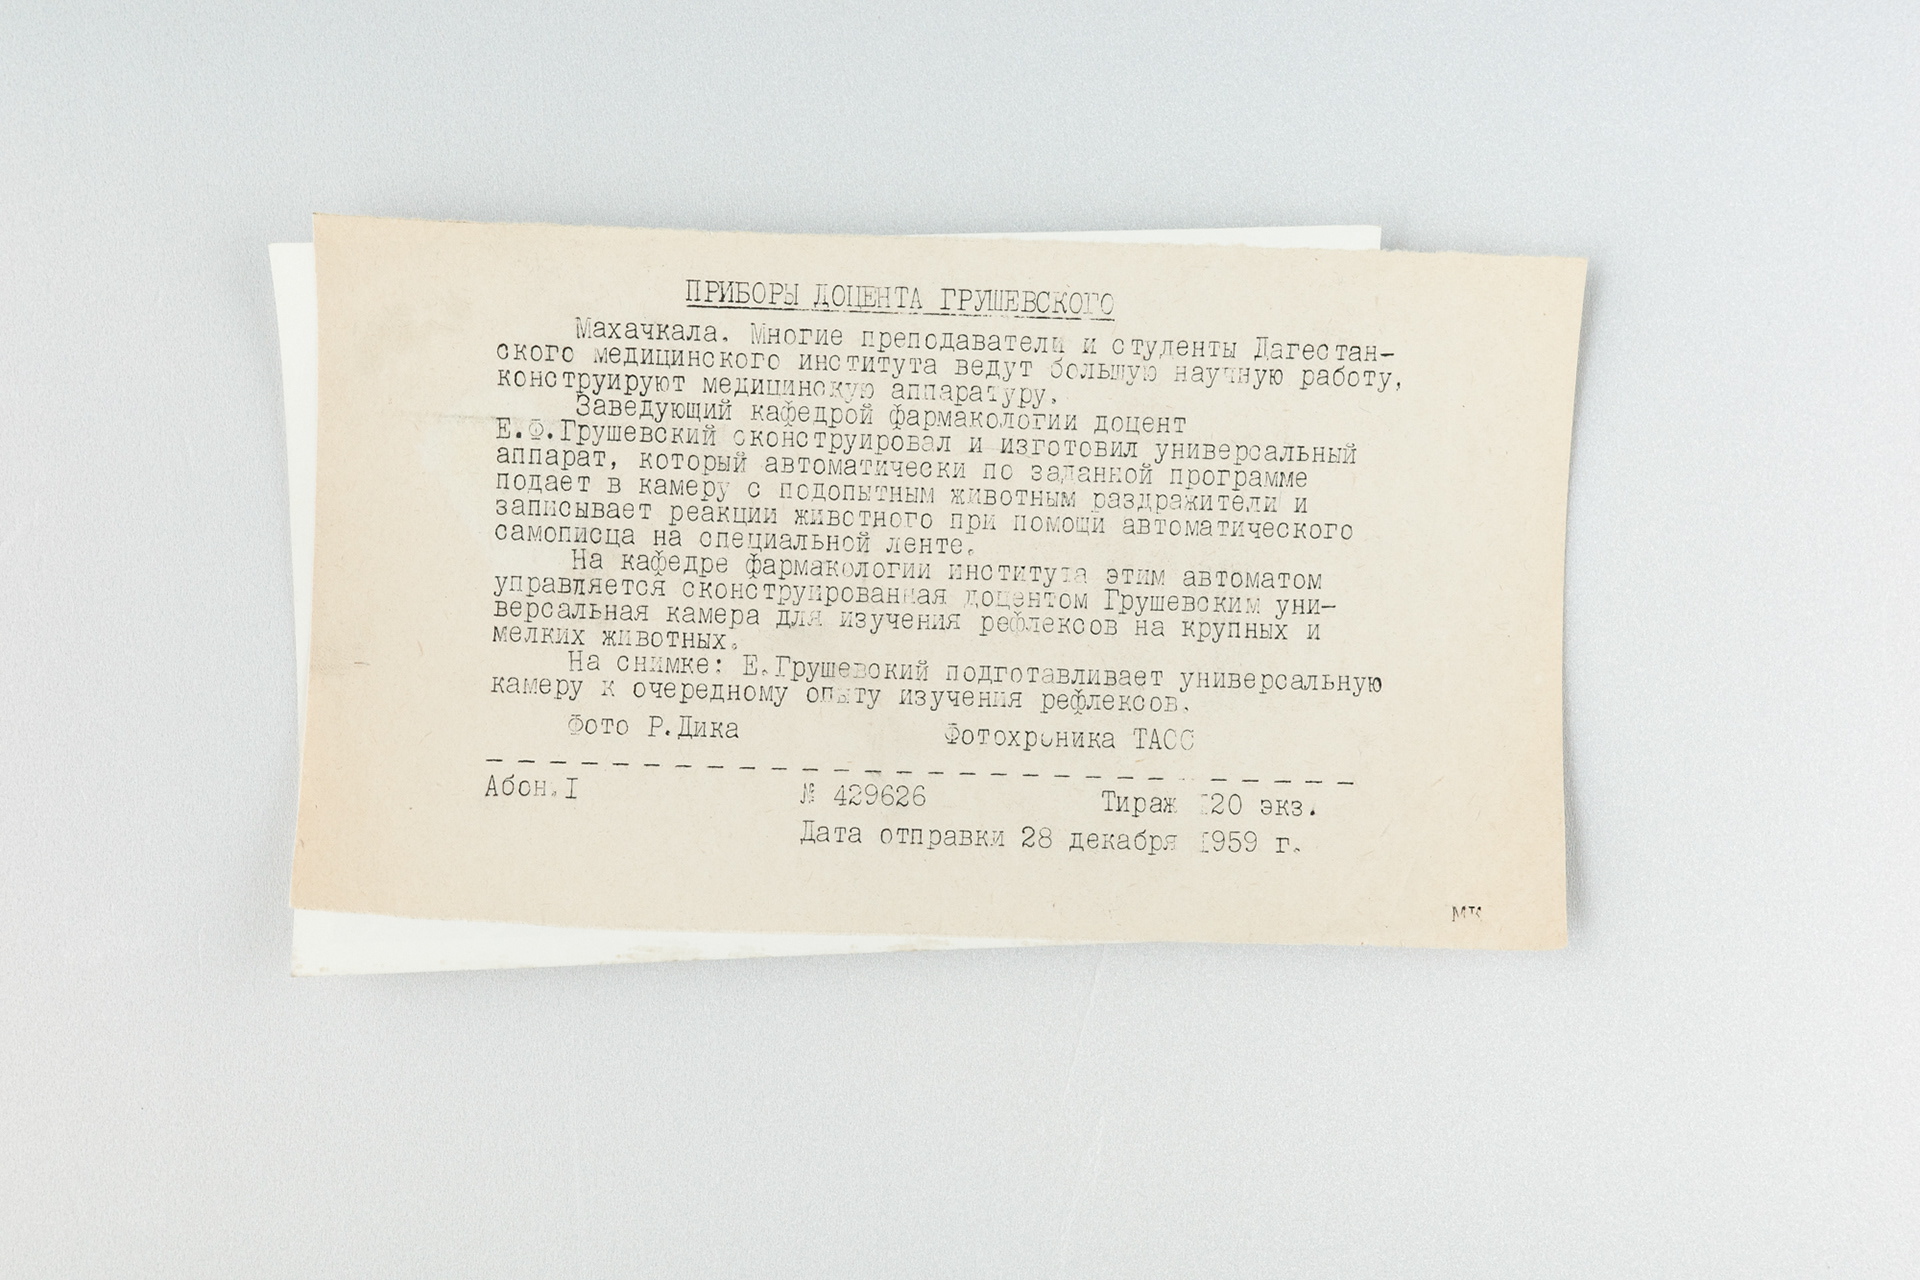 ПРИБОРЫ ДОЦЕНТА ГРУШЕВСКОГО
Махачкала. Многие преподаватели и студенты Дагестан-
ского медицинского института ведут большую научную работу,
конструируют медицинскую аппаратуру.
Заведующий кафедрой фармакологии доцент
Е.Ф.Грушевский сконструировал и изготовил универсальный
аппарат, который автоматически по заданной программе
подает в камеру с подопытным животным раздражители и
записывает реакции животного при помощи автоматического
самописца на специальной ленте.
На кафедре фармакологии института этим автоматом
управляется сконструированная доцентом Грушевским уни-
версальная камера для изучения рефлексов на крупных и
мелких животных.
На снимке: Е.Грушевский подготавливает универсальную
камеру к очередному опыту изучения рефлексов.
Фото Р.Дика Фотохроника ТАСС
Абон.I № 429626 Тираж I20 экз.
Дата отправки 28 декабря I959 г.
мк